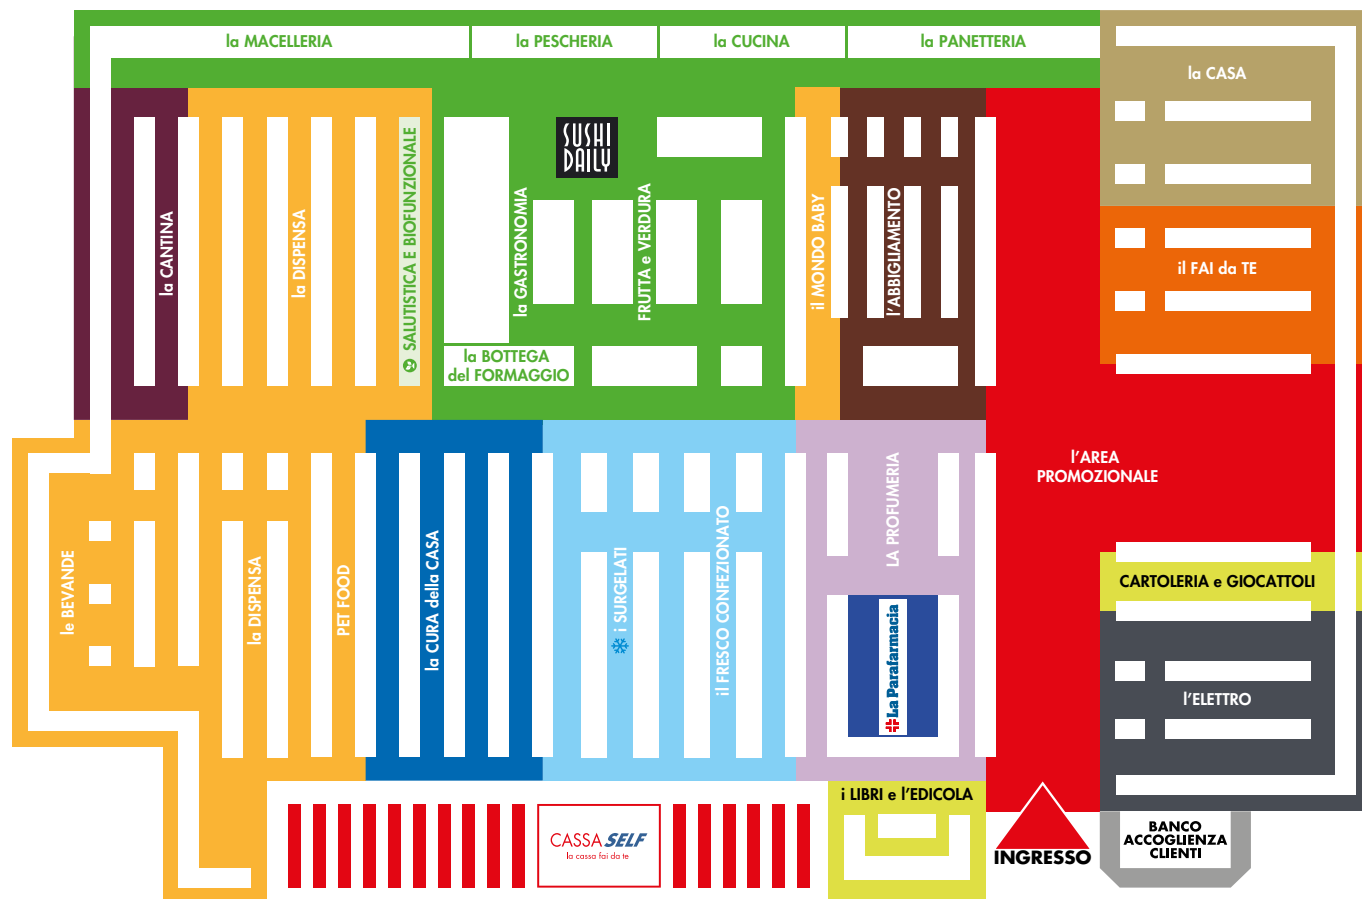 la MACELLERIA
la PESCHERIA
la CUCINA
la PANETTERIA
la CASA
SUSHI
DAILY
la CANTINA
la DISPENSA
SALUTISTICA E BIOFUNZIONALE
la GASTRONOMIA
FRUTTA e VERDURA
il MONDO BABY
l'ABBIGLIAMENTO
il FAI da TE
la BOTTEGA
del FORMAGGIO
l'AREA
PROMOZIONALE
le BEVANDE
la DISPENSA
PET FOOD
la CURA della CASA
i SURGELATI
il FRESCO CONFEZIONATO
LA PROFUMERIA
La Parafarmacia
CARTOLERIA e GIOCATTOLI
l'ELETTRO
i LIBRI e l'EDICOLA
CASSA SELF
la cassa fai da te
INGRESSO
BANCO
ACCOGLIENZA
CLIENTI